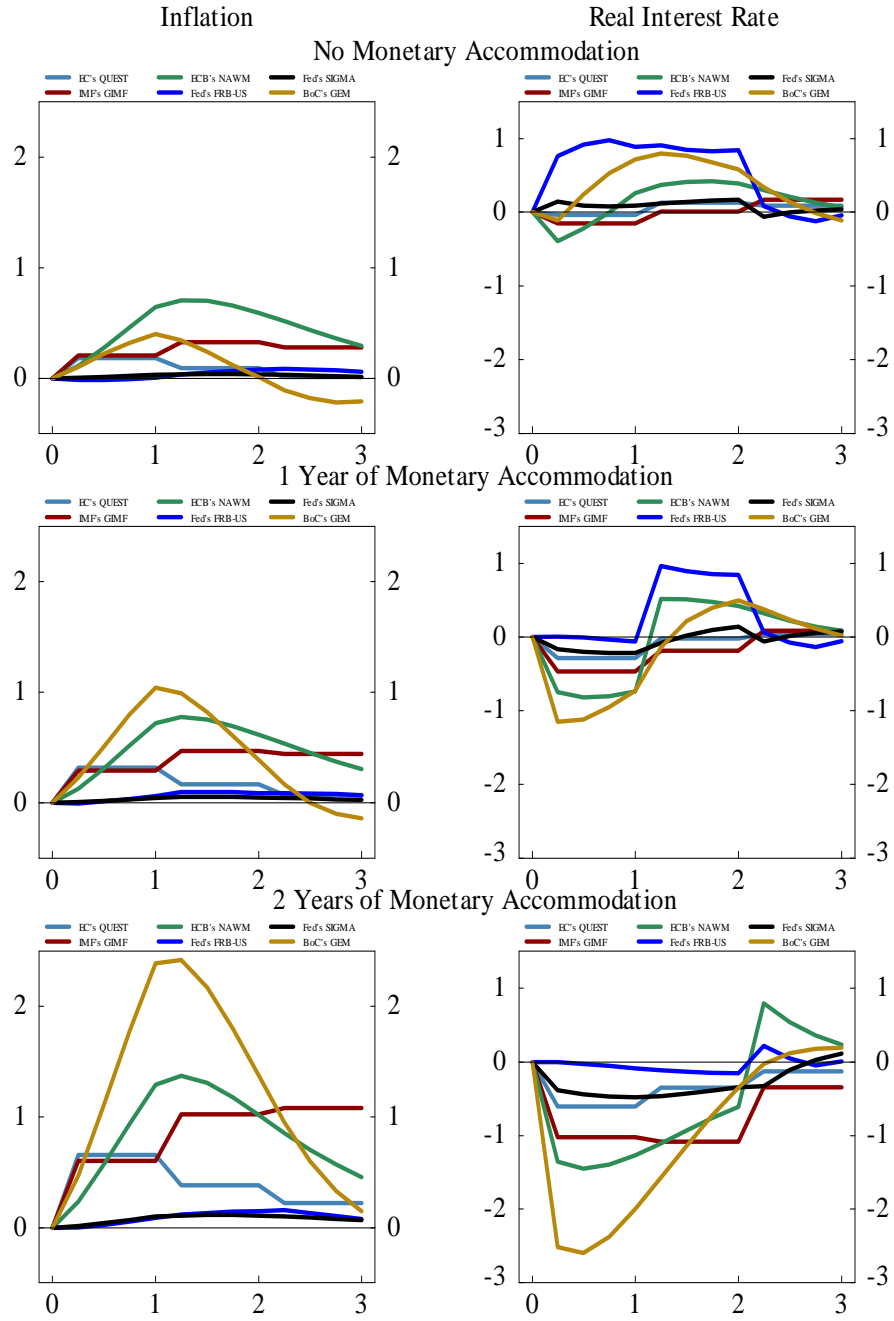 Inflation Real Interest Rate
No Monetary Accommodation
EC's QUEST ECB's NAWM Fed's SIGMA EC's QUEST ECB's NAWM Fed's SIGMA
IMF's GIMF Fed's FRB-US BoC's GEM IMF's GIMF Fed's FRB-US BoC's GEM
2 2 1 1
1 1 0 0
0 0 -1 -1
-2 -2
-3 -3
0 1 2 3 0 1 2 3
1 Year of Monetary Accommodation
EC's QUEST ECB's NAWM Fed's SIGMA EC's QUEST ECB's NAWM Fed's SIGMA
IMF's GIMF Fed's FRB-US BoC's GEM IMF's GIMF Fed's FRB-US BoC's GEM
2 2 1 1
1 1 0 0
0 0 -1 -1
-2 -2
-3 -3
0 1 2 3 0 1 2 3
2 Years of Monetary Accommodation
EC's QUEST ECB's NAWM Fed's SIGMA EC's QUEST ECB's NAWM Fed's SIGMA
IMF's GIMF Fed's FRB-US BoC's GEM IMF's GIMF Fed's FRB-US BoC's GEM
2 2 1 1
1 1 0 0
0 0 -1 -1
-2 -2
-3 -3
0 1 2 3 0 1 2 3